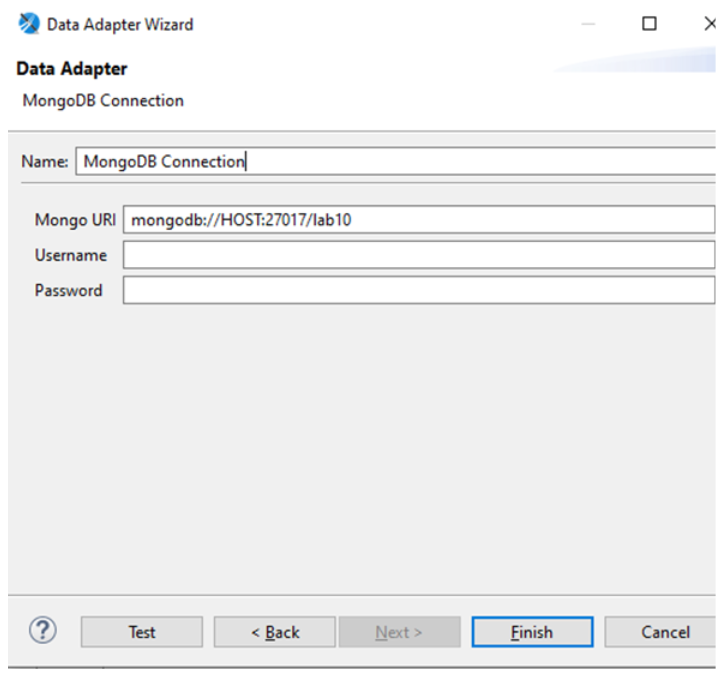 Data Adapter Wizard
Data Adapter
MongoDB Connection
Name: MongoDB Connection
Mongo URI mongodb://HOST:27017/lab10
Username
Password
? Test < Back Next > Finish Cancel